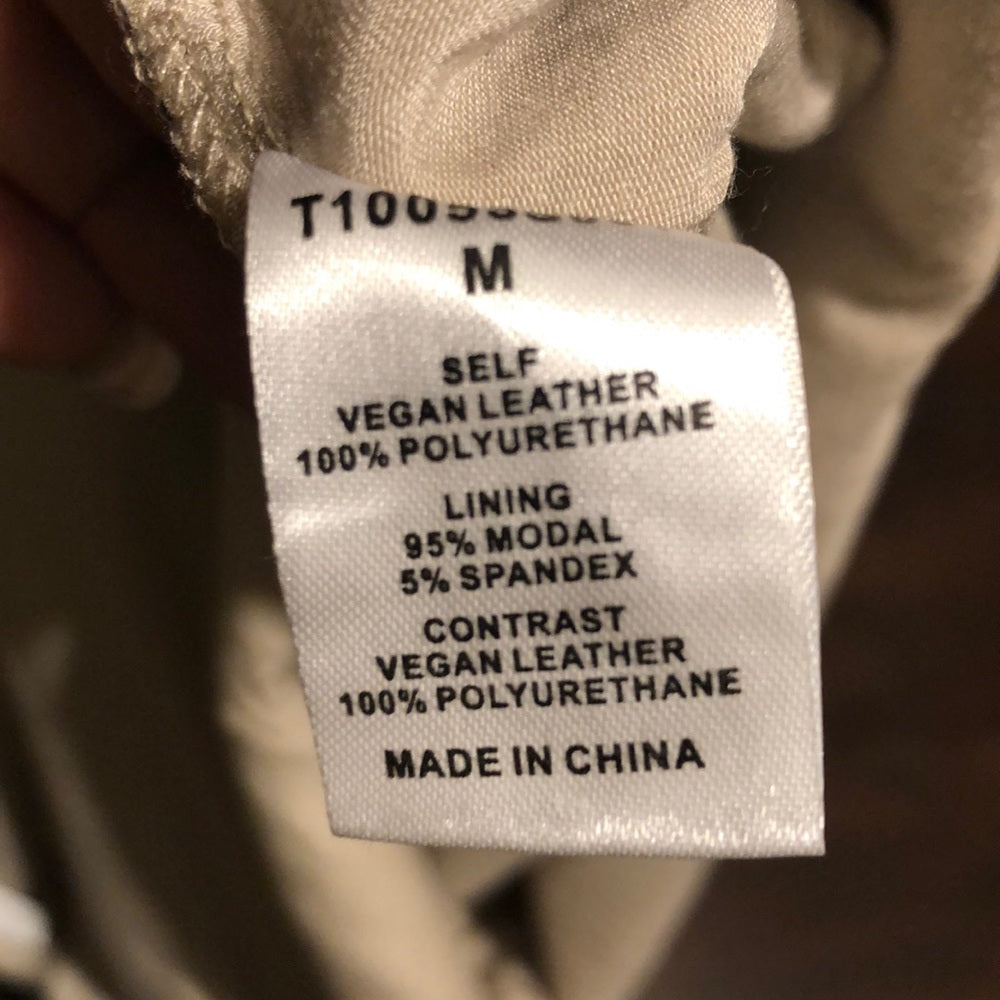 M
SELF
VEGAN LEATHER
100% POLYURETHANE
LINING
95% MODAL
5% SPANDEX
CONTRAST
VEGAN LEATHER
100% POLYURETHANE
MADE IN CHINA